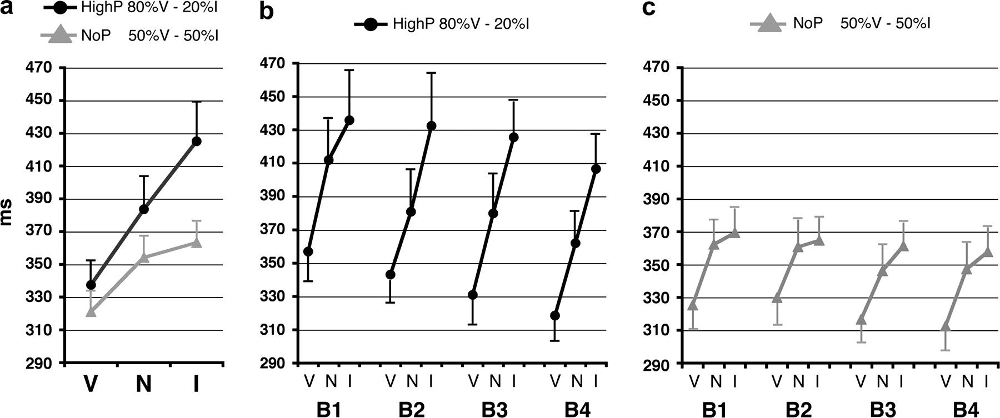 a
HighP 80%V - 20%I
NoP 50%V - 50%I
ms
470
450
430
410
390
370
350
330
310
290
V N I
b
HighP 80%V - 20%I
470
450
430
410
390
370
350
330
310
290
V N I V N I V N I V N I
B1 B2 B3 B4
c
NoP 50%V - 50%I
470
450
430
410
390
370
350
330
310
290
V N I V N I V N I V N I
B1 B2 B3 B4